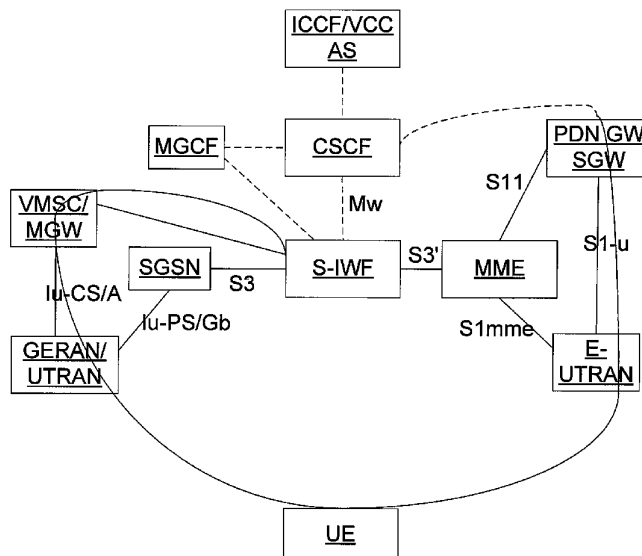 ICCF/VCC
AS
MGCF
CSCF
PDN GW
SGW
Mw
S11
VMSC/
MGW
SGSN
S3
S-IWF
S3'
MME
S1-u
Iu-CS/A
Iu-PS/Gb
S1mme
GERAN/
UTRAN
E-
UTRAN
UE